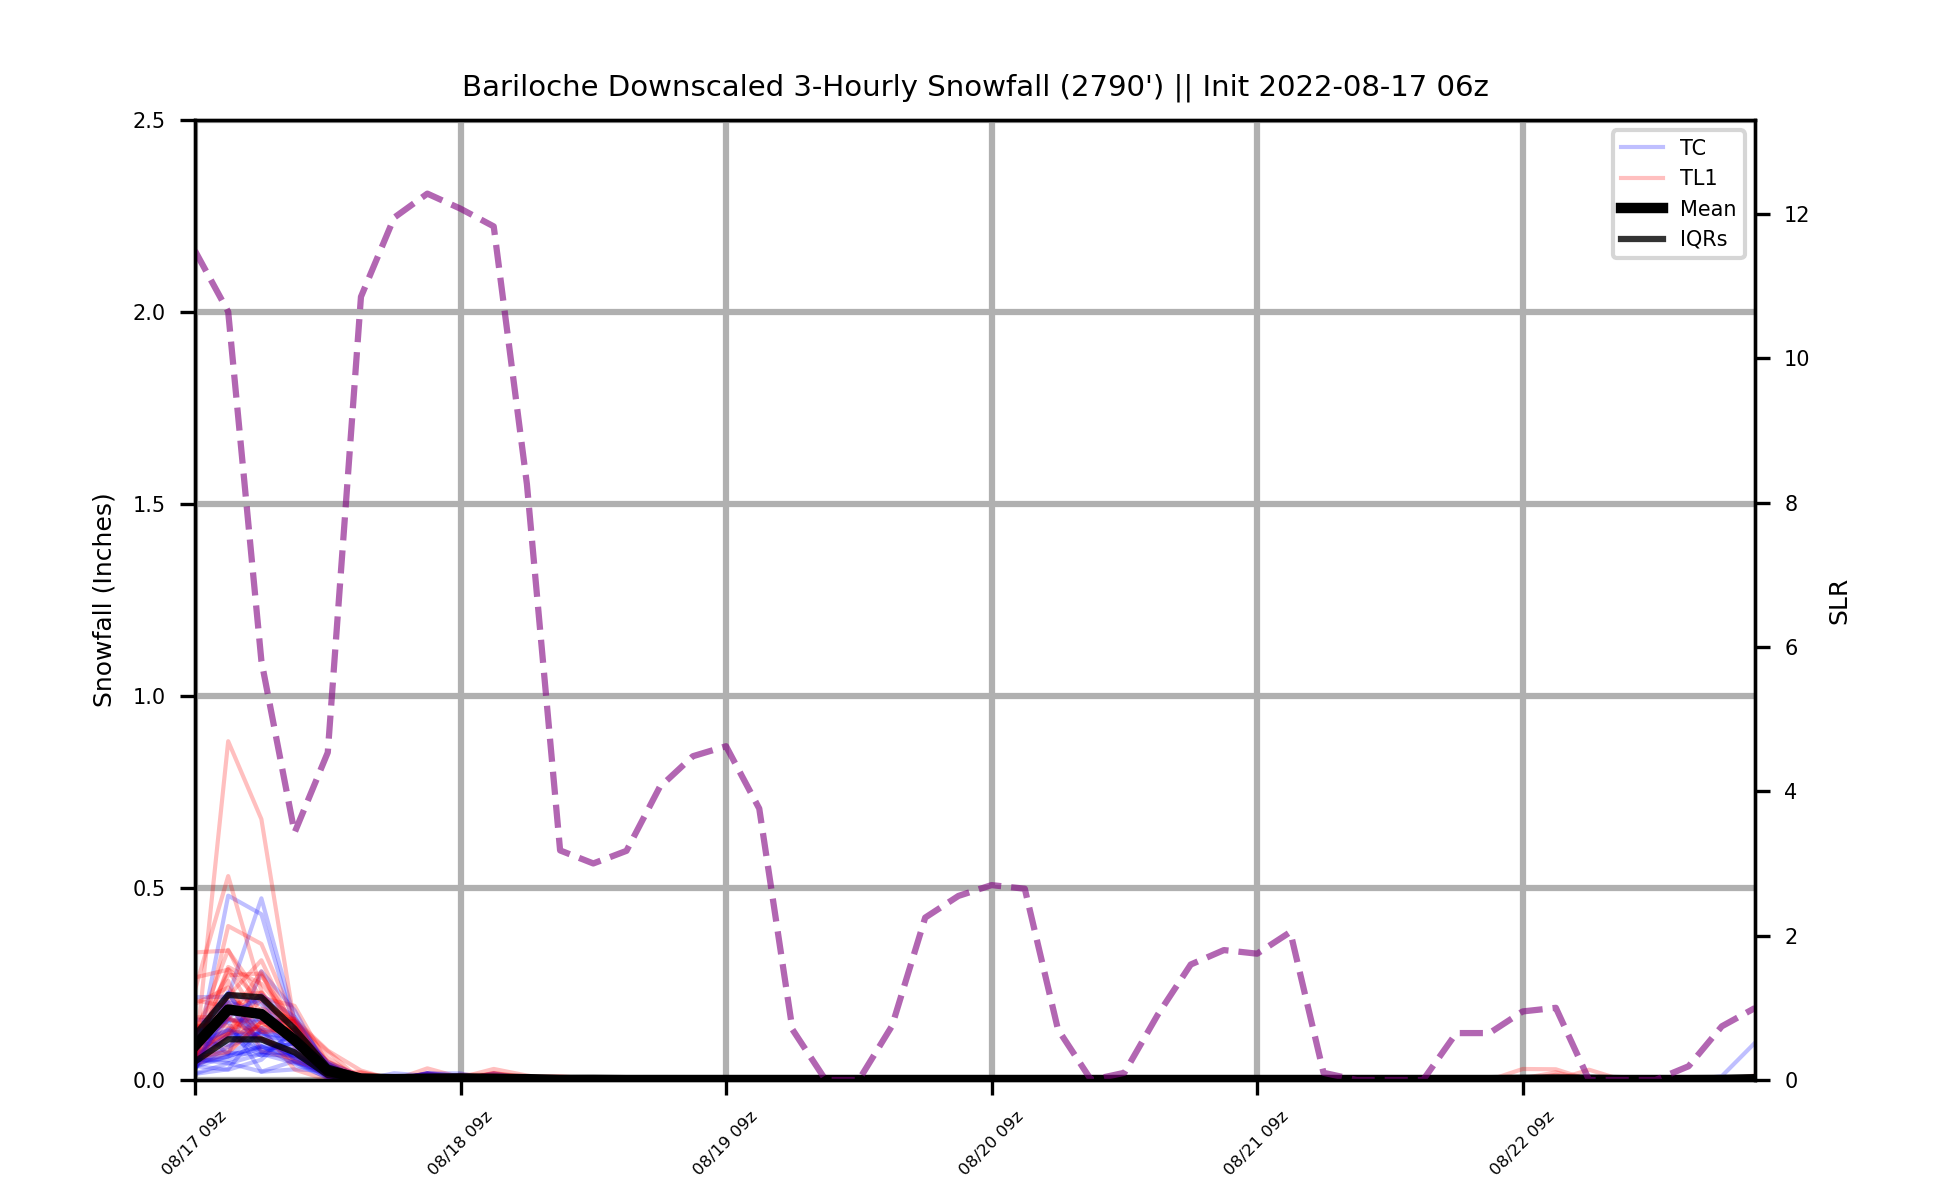 Bariloche Downscaled 3-Hourly Snowfall (2790') || Init 2022-08-17 06z
2.5
2.0
1.5
1.0
0.5
0.0
Snowfall (Inches)
TC
TL1
Mean
IQRs
12
10
8
6
4
2
0
SLR
08/17 09z
08/18 09z
08/19 09z
08/20 09z
08/21 09z
08/22 09z